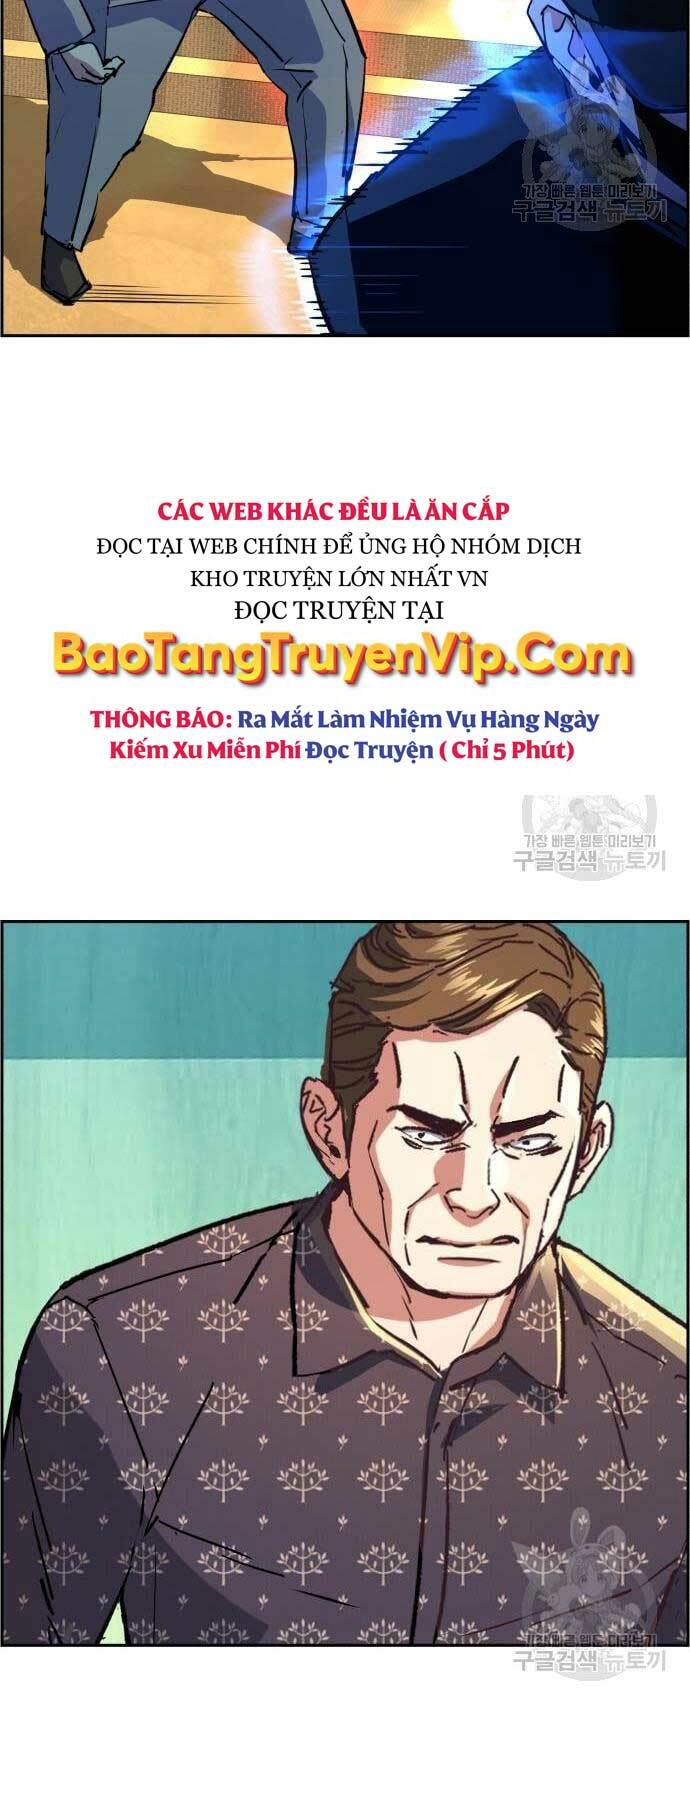 가장 빠른 웹툰 미리보기
구글검색 뉴토끼
CÁC WEB KHÁC ĐỀU LÀ ĂN CẮP
ĐỌC TẠI WEB CHÍNH ĐỂ ỦNG HỘ NHÓM DỊCH
KHO TRUYỆN LỚN NHẤT VN
ĐỌC TRUYỆN TẠI
BaoTangTruyenVip.Com
THÔNG BÁO: Ra Mắt Làm Nhiệm Vụ Hàng Ngày
Kiếm Xu Miễn Phí Đọc Truyện ( Chỉ 5 Phút)
가장 빠른 웹툰 미리보기
구글검색 뉴토끼
가장 빠른 웹툰 미리보기
구글검색 뉴토끼